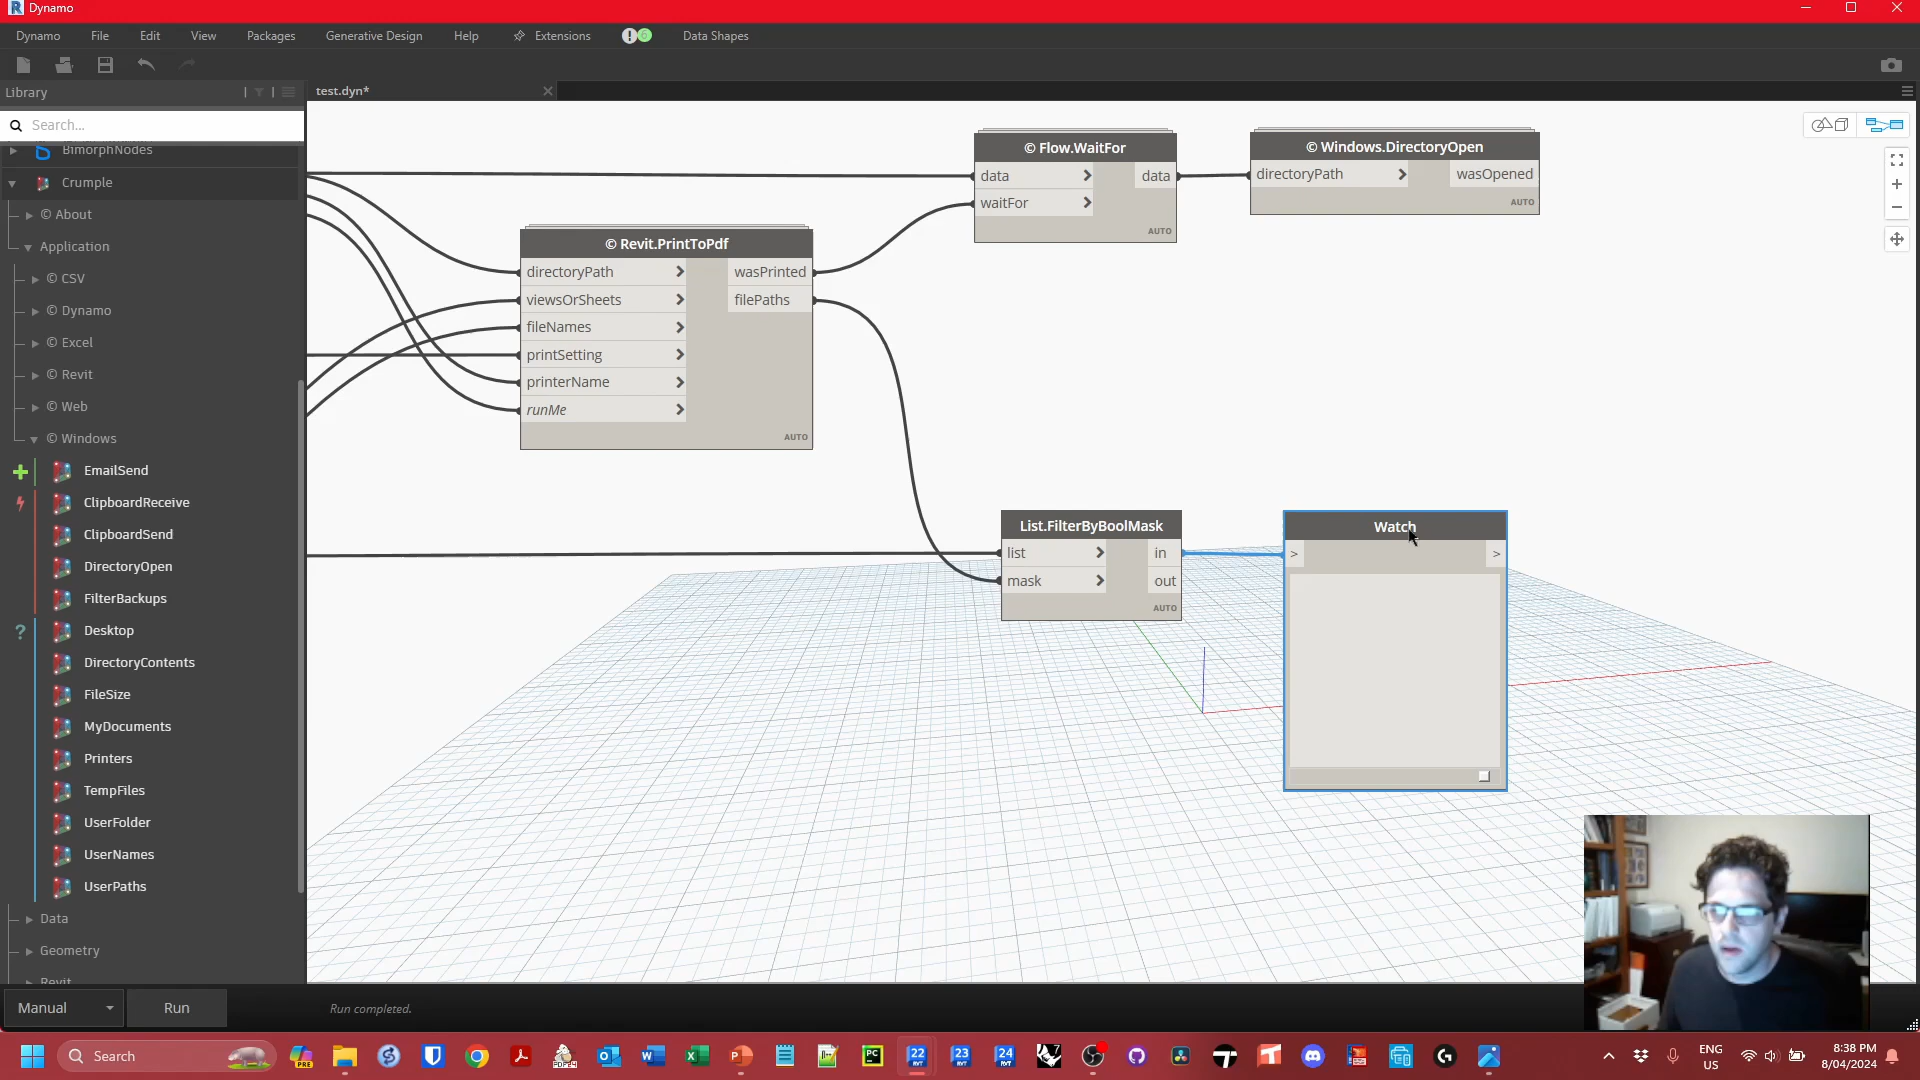 Dynamo
Dynamo File Edit View Packages Generative Design Help Extensions Data Shapes
Library
test.dyn*
Search...
BimorphNodes
Crumple
© About
Application
© CSV
© Dynamo
© Excel
© Revit
© Web
© Windows
EmailSend
ClipboardReceive
ClipboardSend
DirectoryOpen
FilterBackups
Desktop
DirectoryContents
FileSize
MyDocuments
Printers
TempFiles
UserFolder
UserNames
UserPaths
Data
Geometry
Revit
© Revit.PrintToPdf
directoryPath > wasPrinted
viewsOrSheets > filePaths
fileNames >
printSetting >
printerName >
runMe >
AUTO
© Flow.WaitFor
data > data
waitFor >
AUTO
© Windows.DirectoryOpen
directoryPath > wasOpened
AUTO
List.FilterByBoolMask
list > in
mask > out
AUTO
Watch
> >
Manual Run Run completed.
Search
22
23
24
ENG
US
8:38 PM
8/04/2024